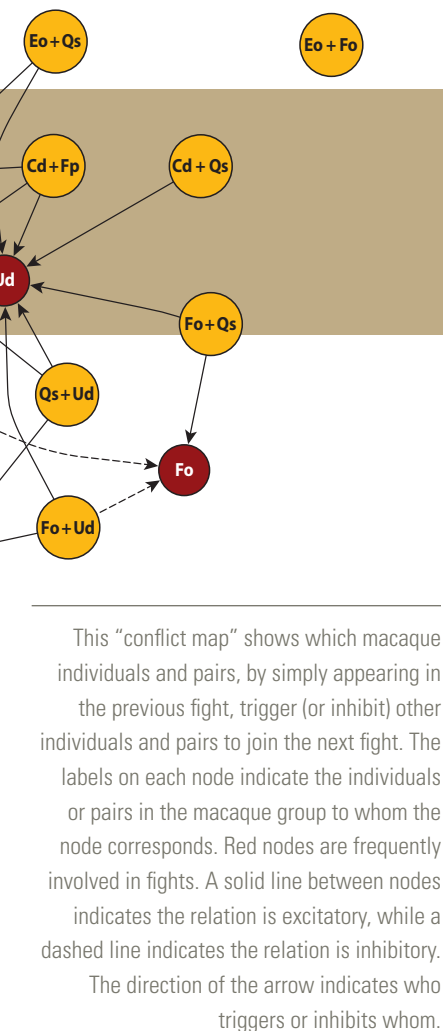 Eo+Qs
Eo+Fo
Cd+Fp
Cd+Qs
Ud
Fo+Qs
Qs+Ud
Fo
Fo+Ud
This “conflict map” shows which macaque
individuals and pairs, by simply appearing in
the previous fight, trigger (or inhibit) other
individuals and pairs to join the next fight. The
labels on each node indicate the individuals
or pairs in the macaque group to whom the
node corresponds. Red nodes are frequently
involved in fights. A solid line between nodes
indicates the relation is excitatory, while a
dashed line indicates the relation is inhibitory.
The direction of the arrow indicates who
triggers or inhibits whom.